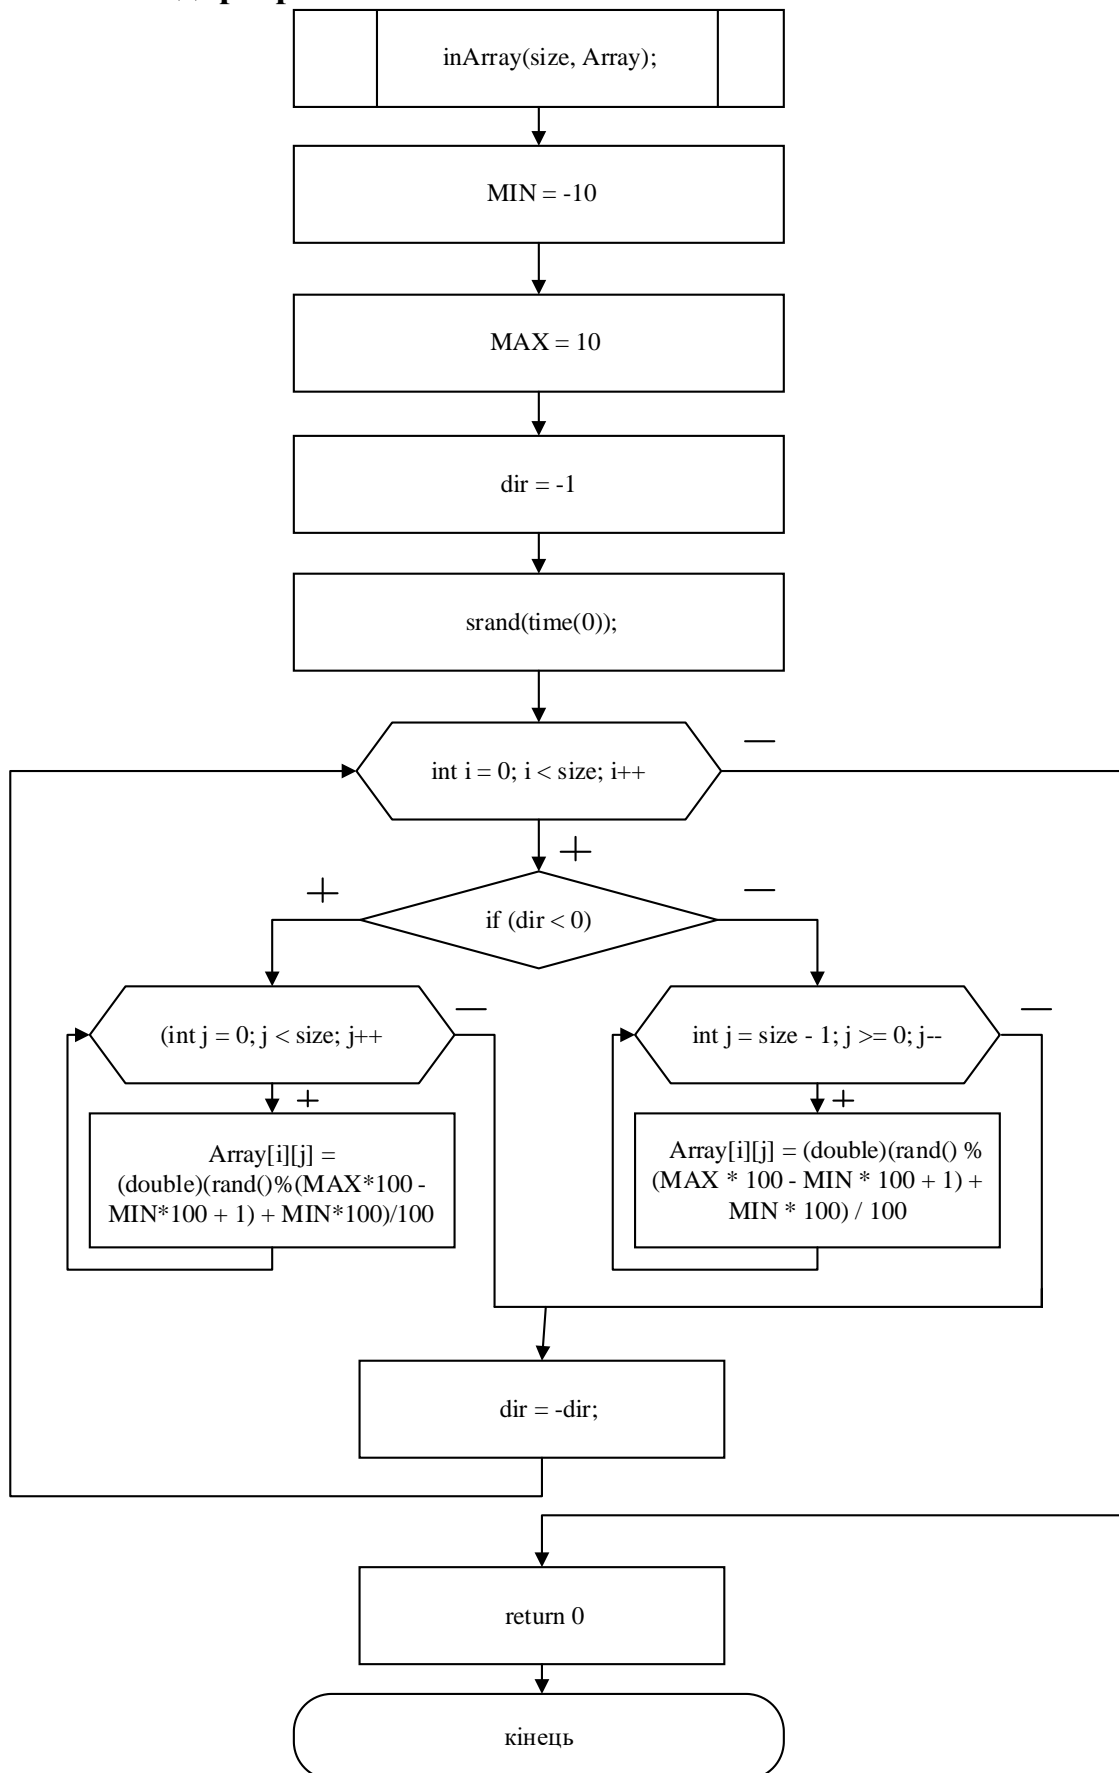 inArray(size, Array);
MIN = -10
MAX = 10
dir = -1
srand(time(0));
int i = 0; i < size; i++
—
+
if (dir < 0)
+
—
(int j = 0; j < size; j++
—
+
Array[i][j] =
(double)(rand()%(MAX*100 -
MIN*100 + 1) + MIN*100)/100
int j = size - 1; j >= 0; j--
—
+
Array[i][j] = (double)(rand() %
(MAX * 100 - MIN * 100 + 1) +
MIN * 100) / 100
dir = -dir;
return 0
кінець